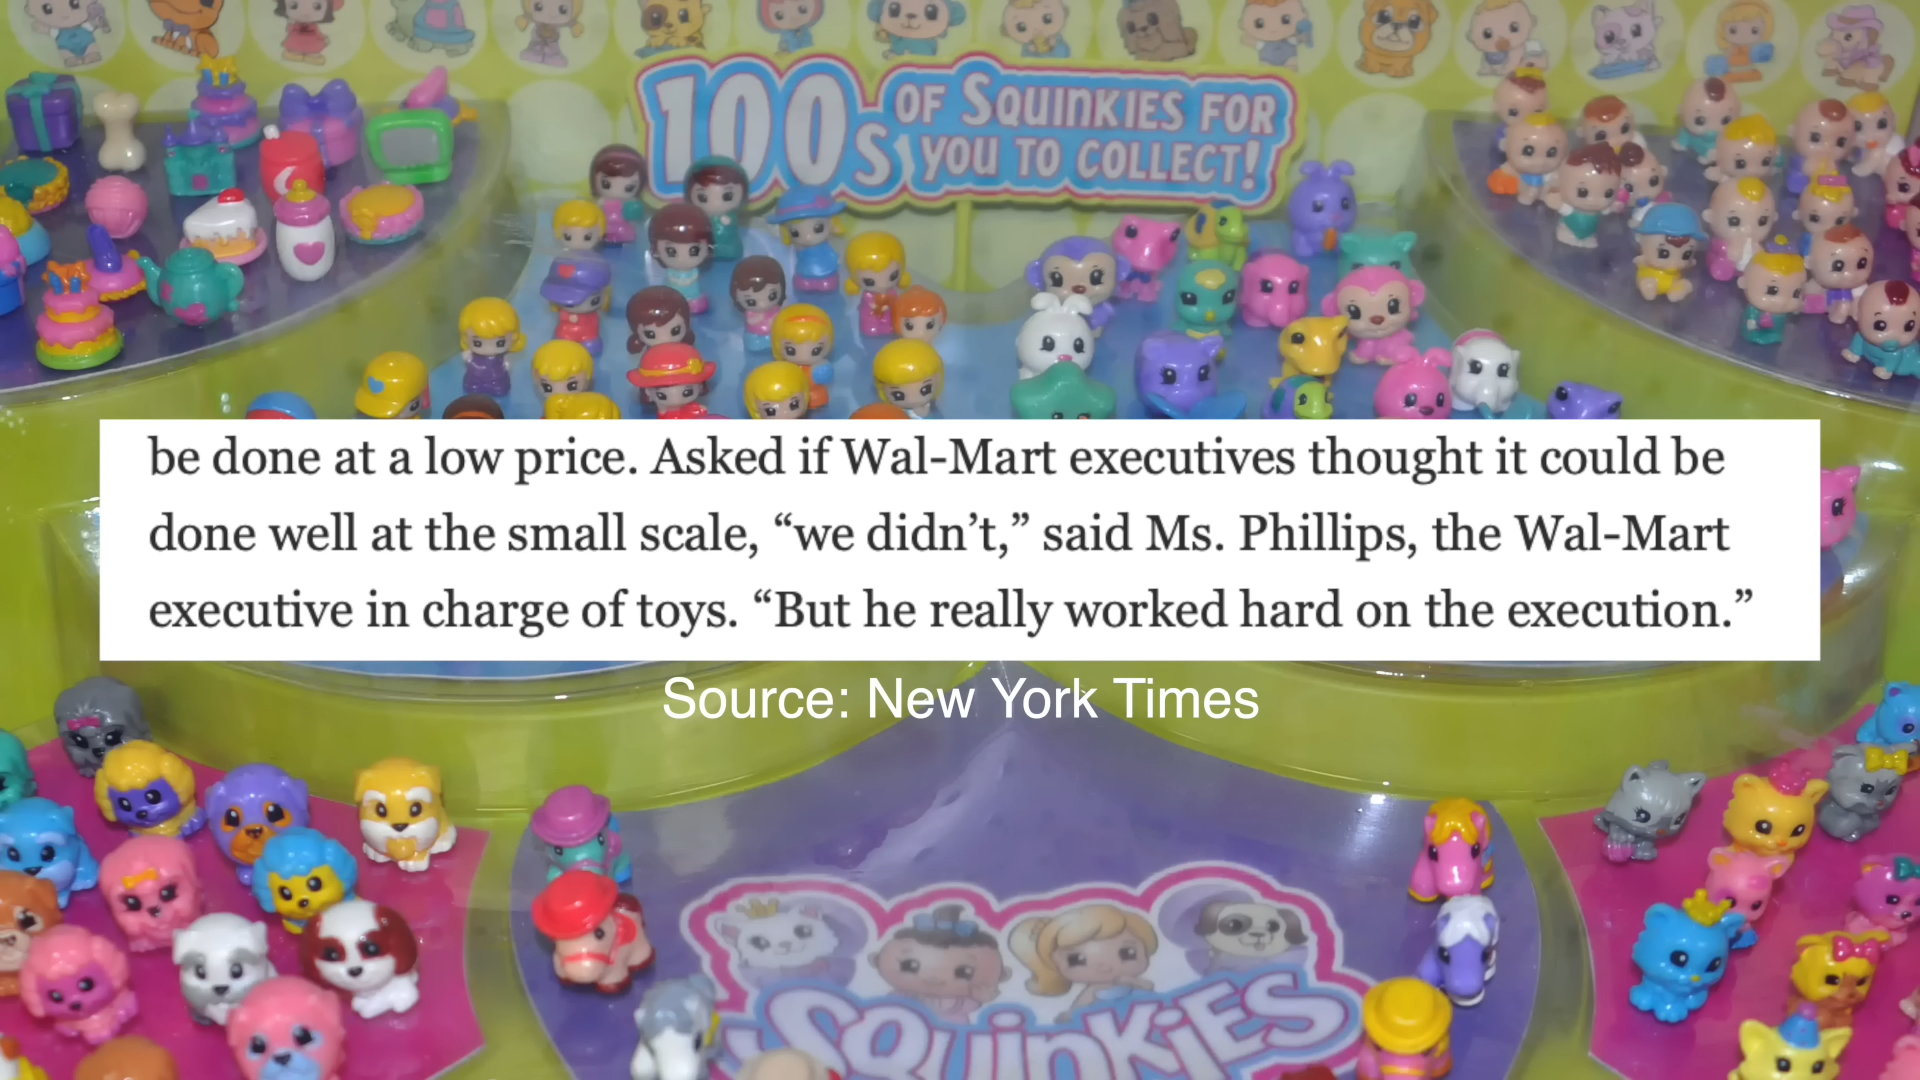 100s OF SQUINKIES FOR
YOU TO COLLECT!
be done at a low price. Asked if Wal-Mart executives thought it could be
done well at the small scale, “we didn’t,” said Ms. Phillips, the Wal-Mart
executive in charge of toys. “But he really worked hard on the execution.”
Source: New York Times
SQUINKIES